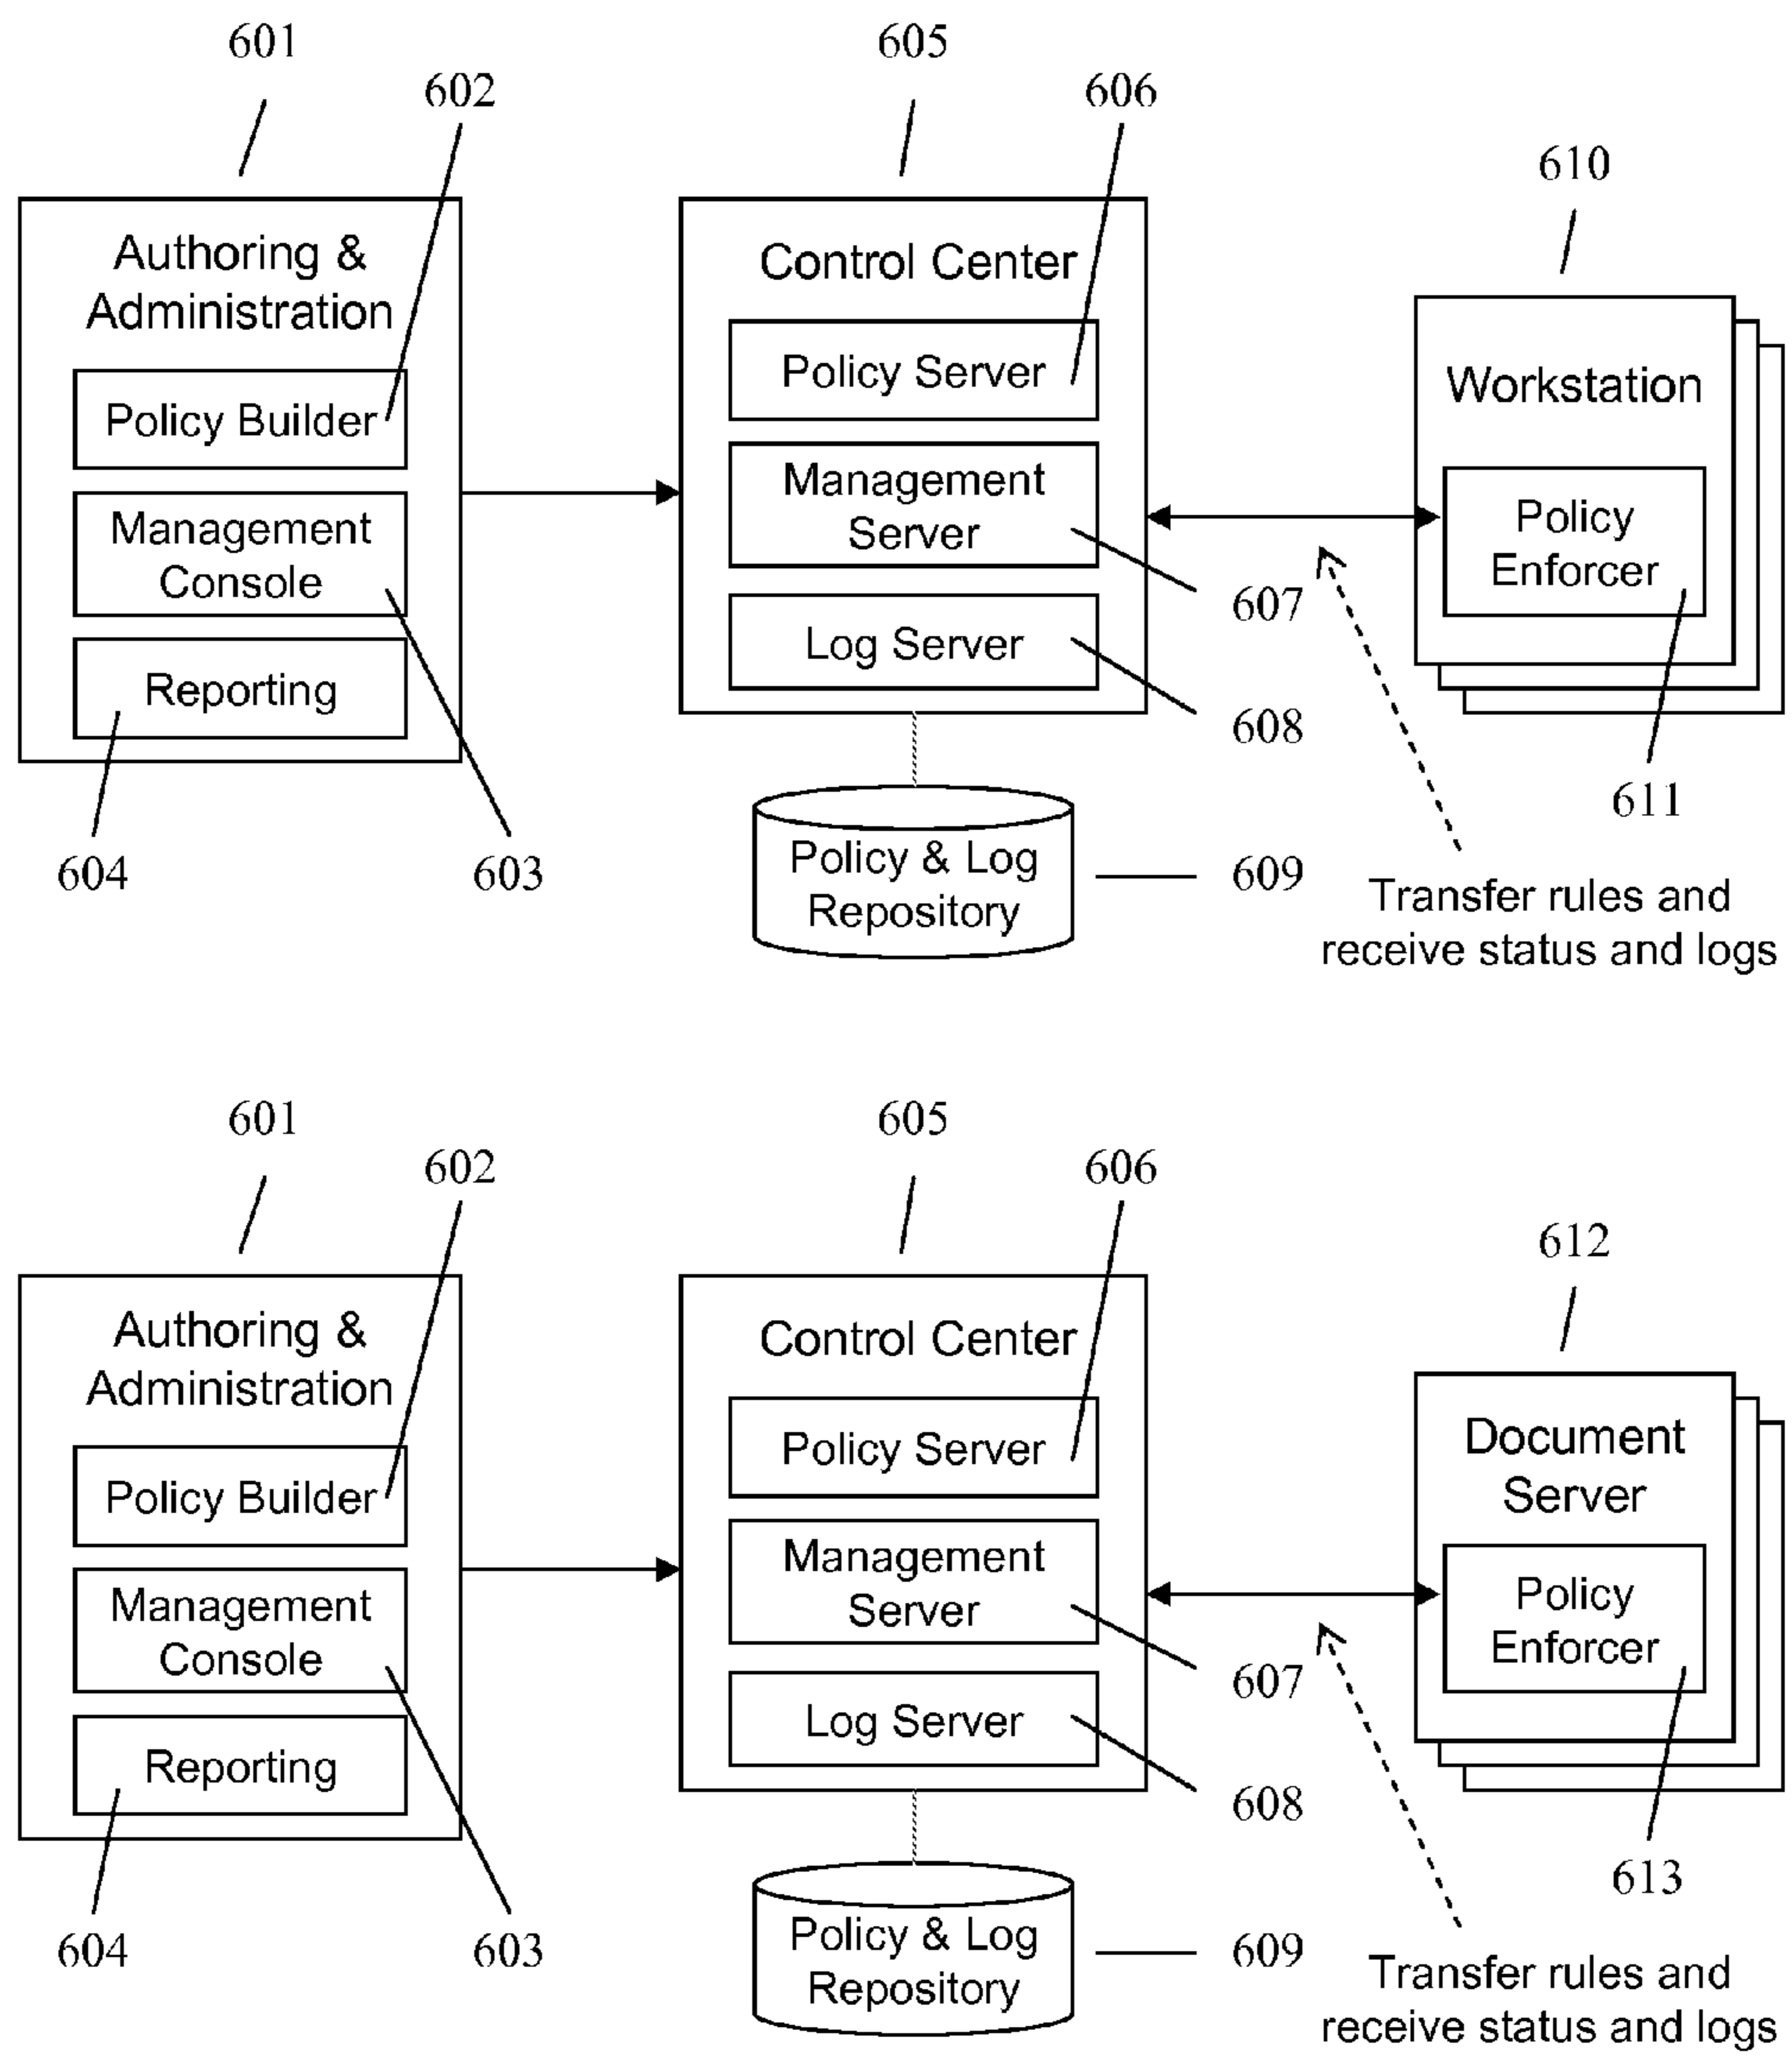 601
605
602
606
610
Authoring &
Administration
Control Center
Policy Server
Workstation
Policy Builder
Management
Server
Management
Console
Policy
Enforcer
607
Log Server
Reporting
608
611
604
603
Policy & Log
Repository
609
Transfer rules and
receive status and logs
601
605
602
606
612
Authoring &
Administration
Control Center
Policy Server
Document
Server
Policy Builder
Management
Server
Management
Console
Policy
Enforcer
607
Log Server
Reporting
608
613
604
603
Policy & Log
Repository
609
Transfer rules and
receive status and logs